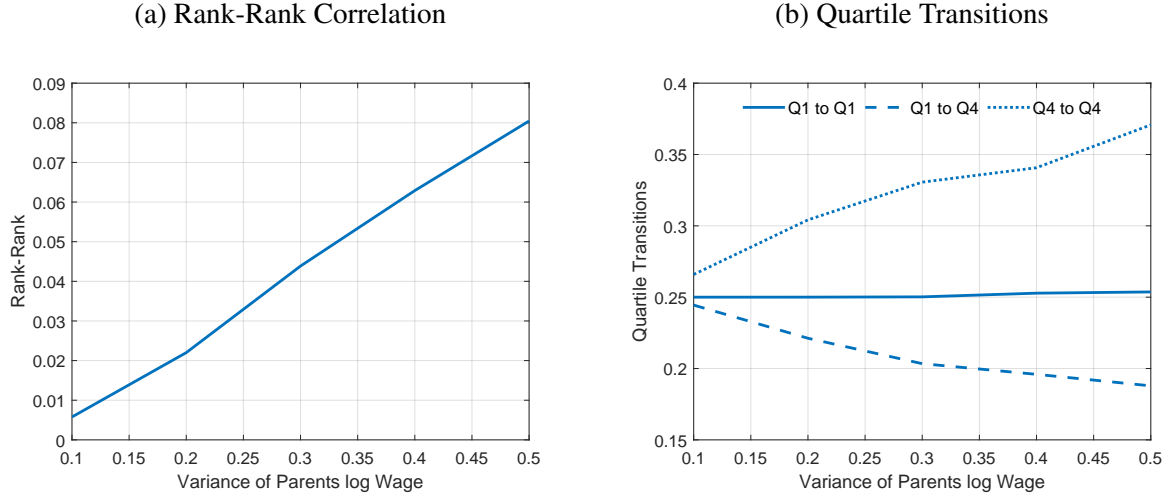 (a) Rank-Rank Correlation
0.09
0.08
0.07
0.06
0.05
0.04
0.03
0.02
0.01
0
Rank-Rank
0.1 0.15 0.2 0.25 0.3 0.35 0.4 0.45 0.5
Variance of Parents log Wage
(b) Quartile Transitions
Q1 to Q1 Q1 to Q4 Q4 to Q4
0.4
0.35
0.3
0.25
0.2
0.15
Quartile Transitions
0.1 0.15 0.2 0.25 0.3 0.35 0.4 0.45 0.5
Variance of Parents log Wage